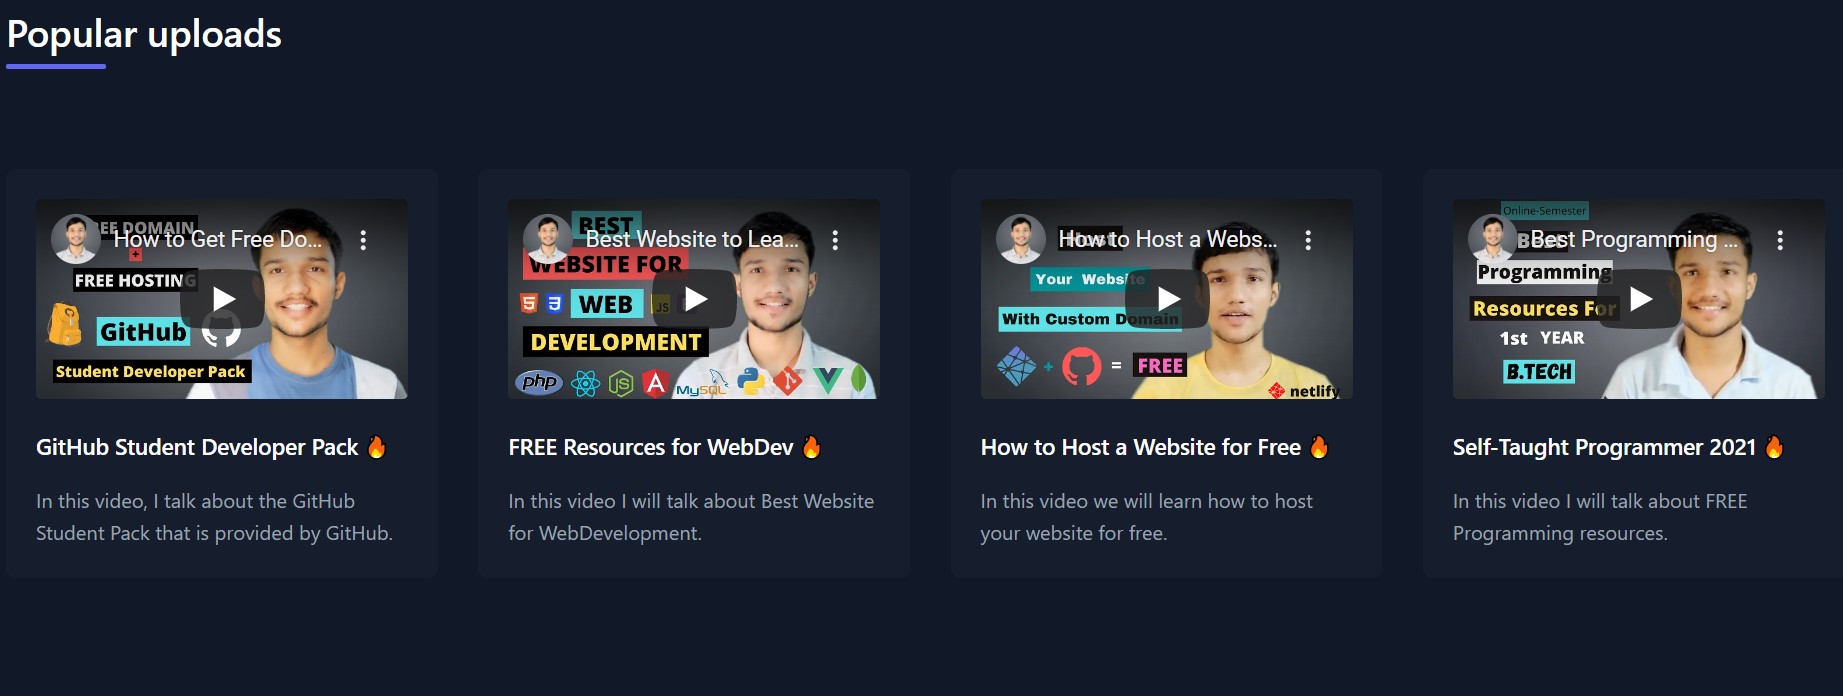 Popular uploads
FREE DOMAIN
How to Get Free Do...
FREE HOSTING
GitHub
Student Developer Pack
GitHub Student Developer Pack 🔥
In this video, I talk about the GitHub
Student Pack that is provided by GitHub.
BEST
Best Website to Lea...
WEBSITE FOR
WEB
JS
DEVELOPMENT
php
JS
MySQL
FREE Resources for WebDev 🔥
In this video I will talk about Best Website
for WebDevelopment.
How to Host a Webs...
Your Website
With Custom Domain
+ = FREE
netlify
How to Host a Website for Free 🔥
In this video we will learn how to host
your website for free.
Online-Semester
Best
Best Programming ...
Programming
Resources For
1st YEAR
B.TECH
Self-Taught Programmer 2021 🔥
In this video I will talk about FREE
Programming resources.